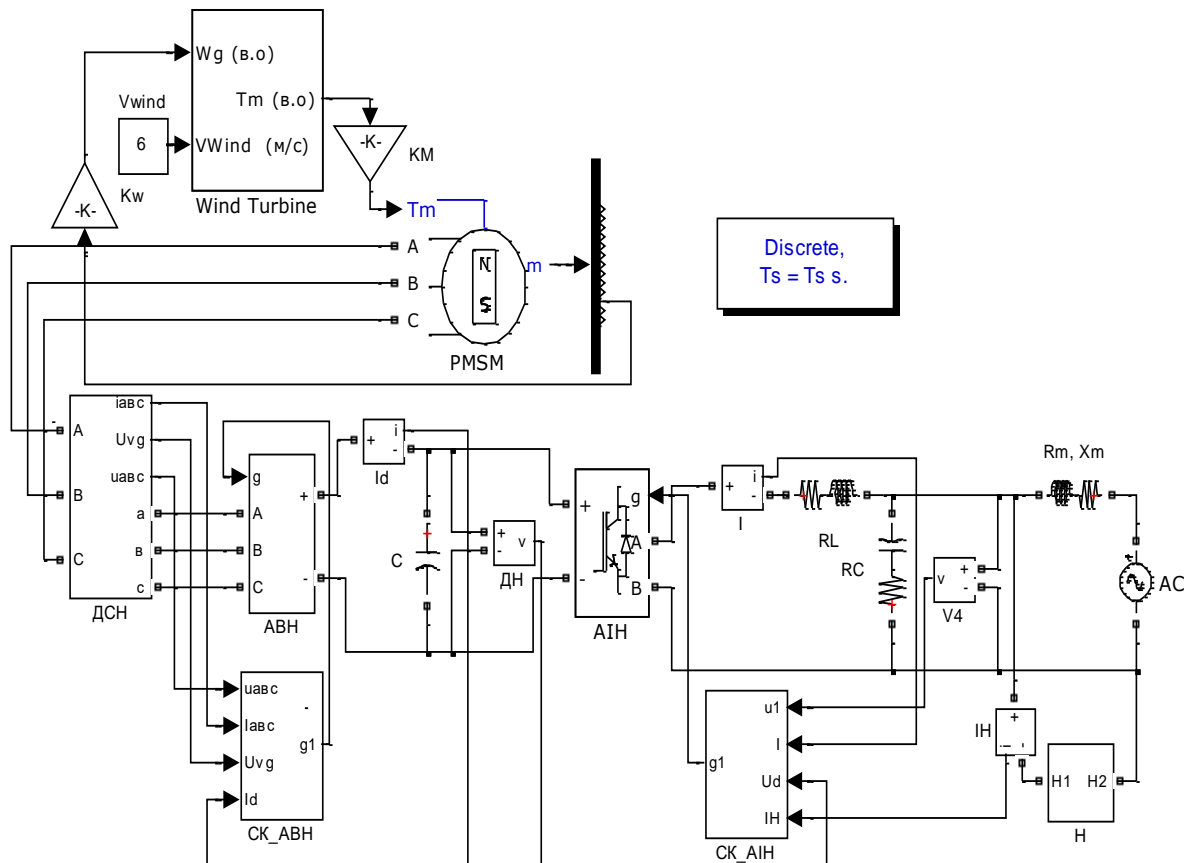 Wg (в.о)
Tm (в.о)
VWind (м/с)
Wind Turbine
Vwind
6
-K-
KM
Kw
-K-
Tm
A
B
C
m
N
S
PMSM
Discrete,
Ts = Ts s.
iавс
Uvg
uавс
A
B
C
a
в
c
ДСН
g
A
B
C
+
-
АВН
+
i
-
Id
C
+
-
v
ДН
+
-
g
A
B
АІН
+
i
-
I
RL
RC
Rm, Xm
+
-
v
V4
AC
uавс
Iавс
Uvg
Id
-
g1
СК_АВН
u1
I
Ud
IH
g1
СК_АІН
IH
+
i
-
H1
H2
H